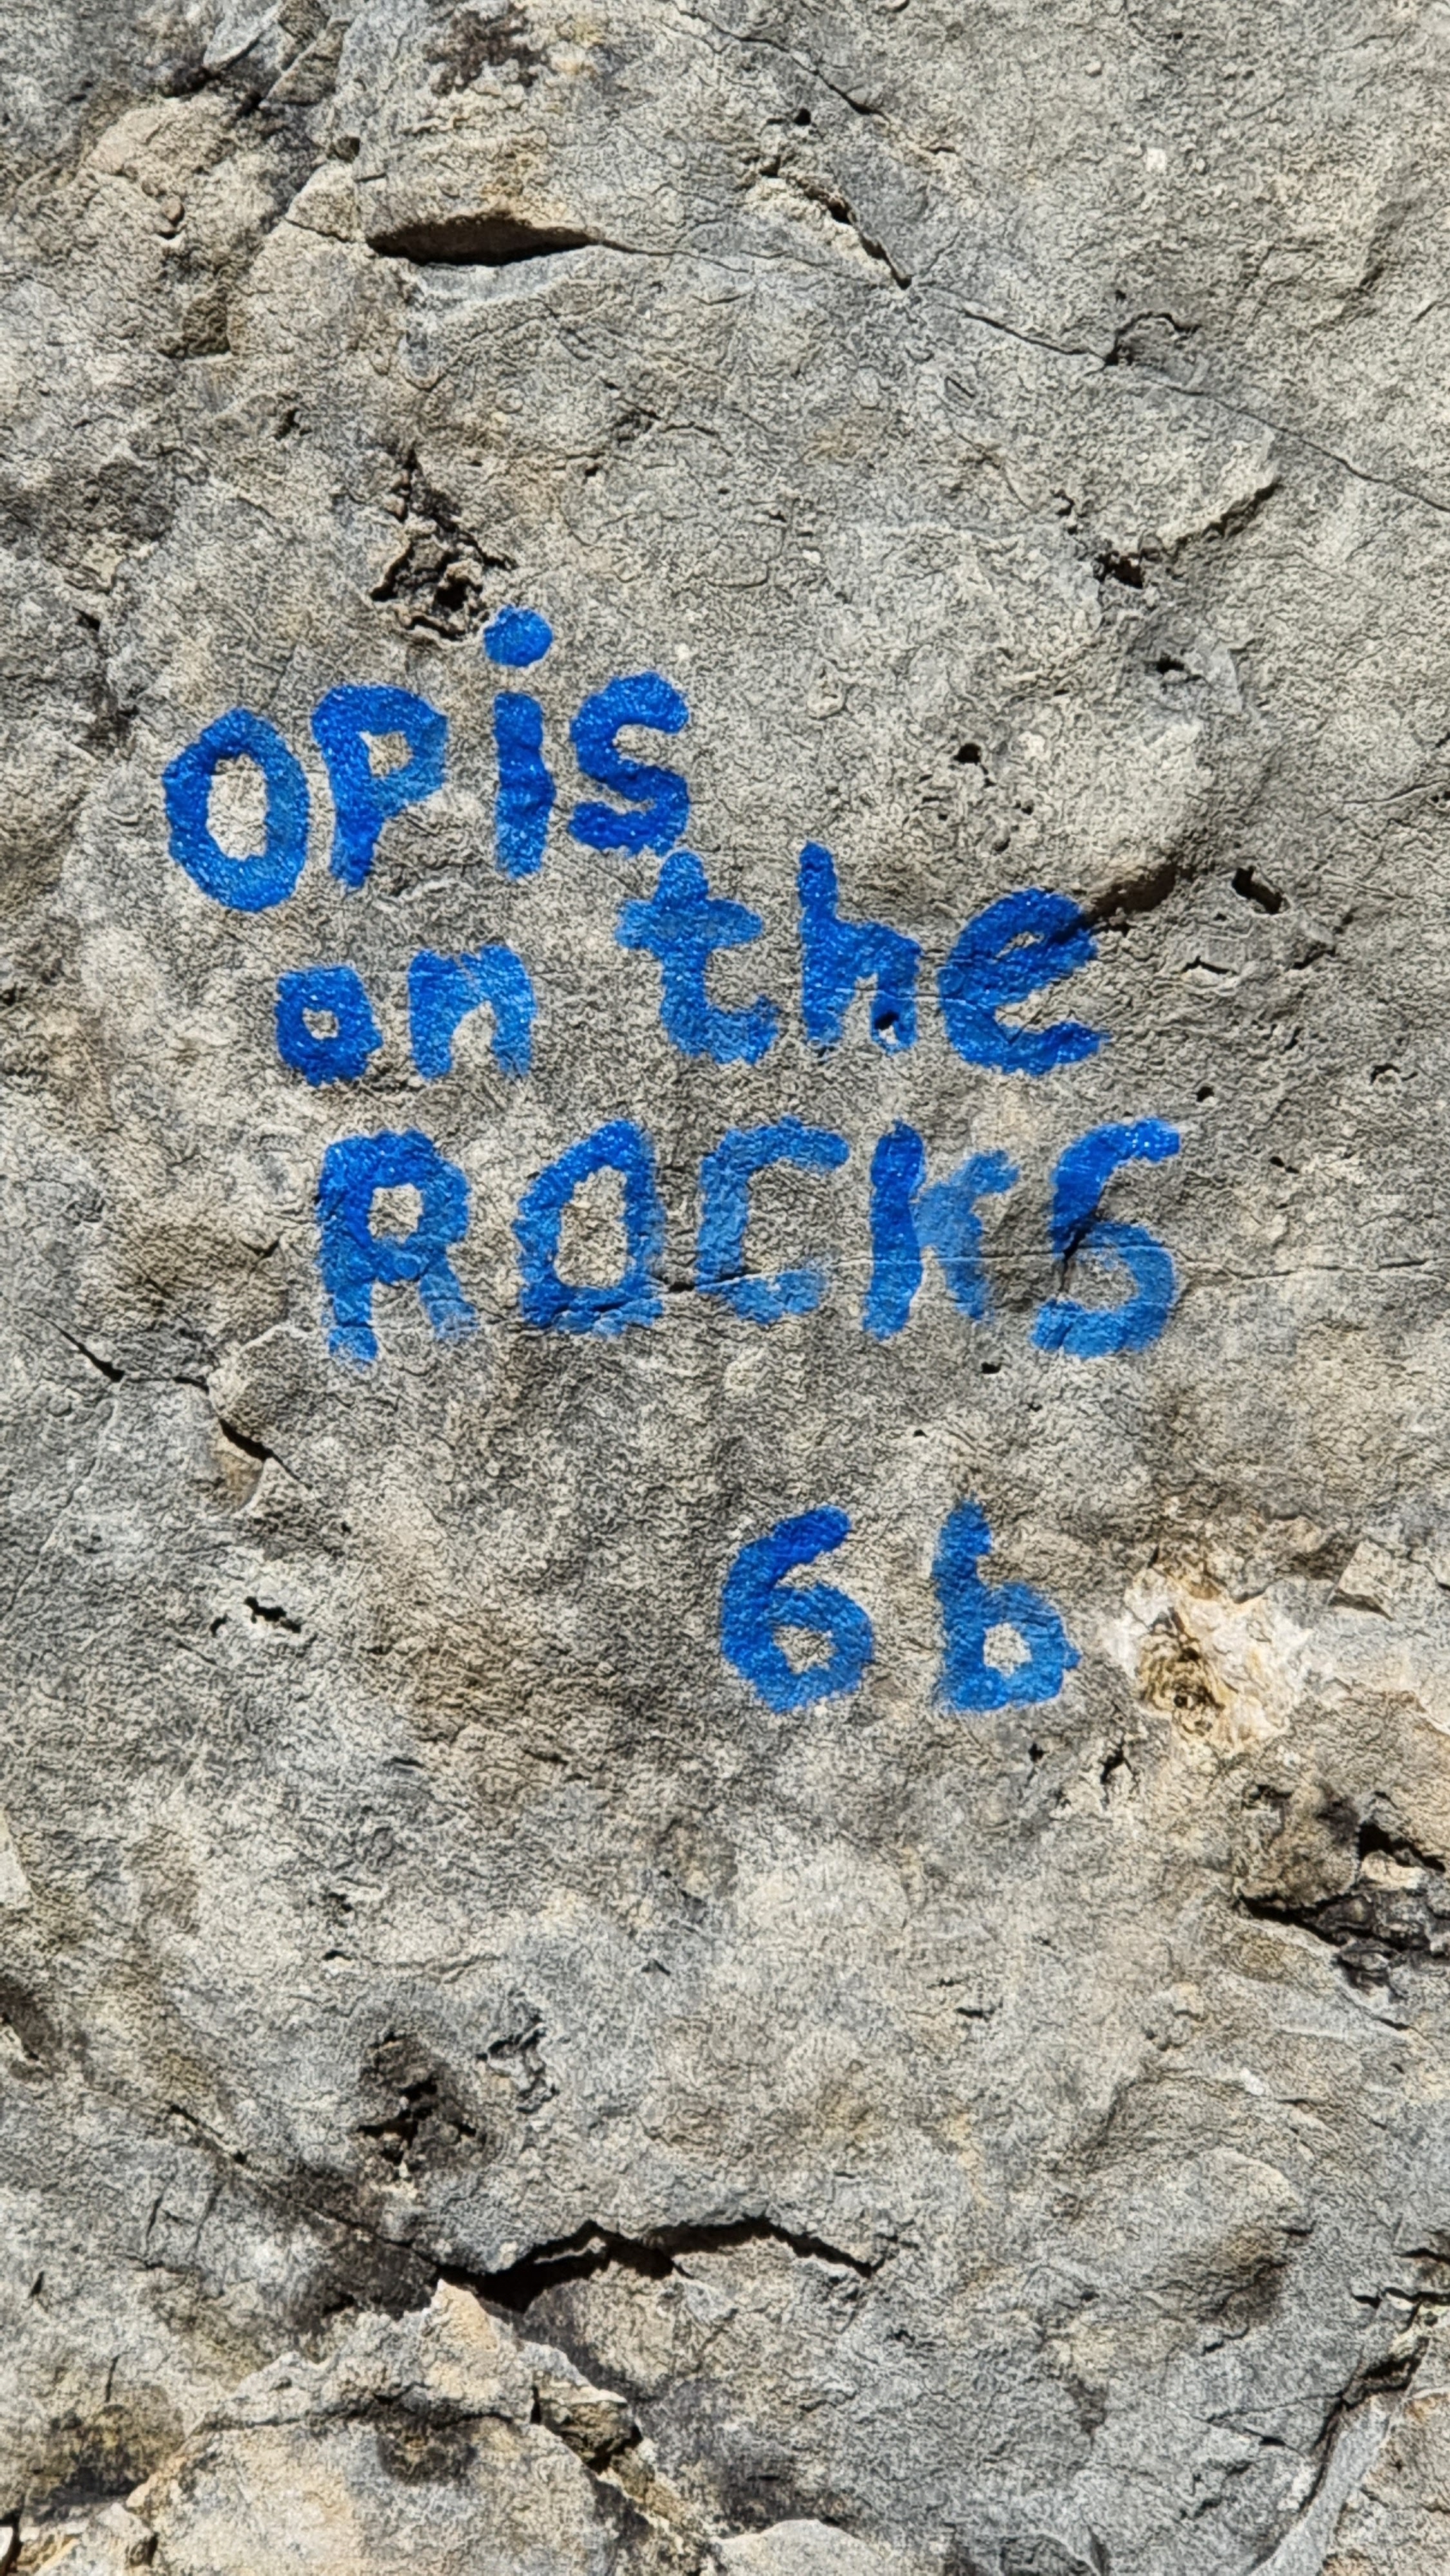 OPis
on the
ROCKS
6b